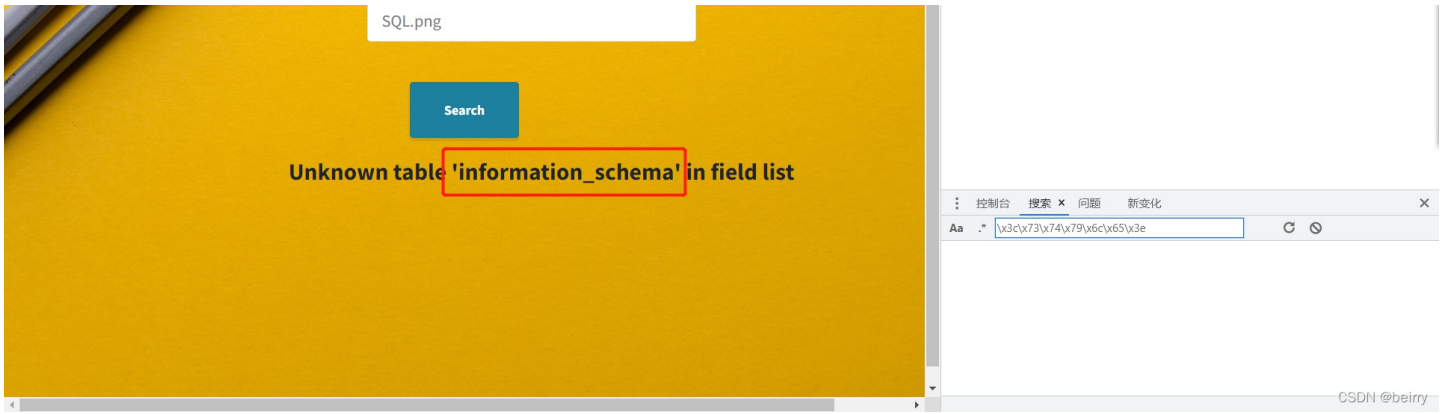 SQL.png
Search
Unknown table 'information_schema' in field list
控制台 搜索 × 问题 新变化
Aa .* \x3c\x73\x74\x79\x6c\x65\x3e
CSDN @beirry